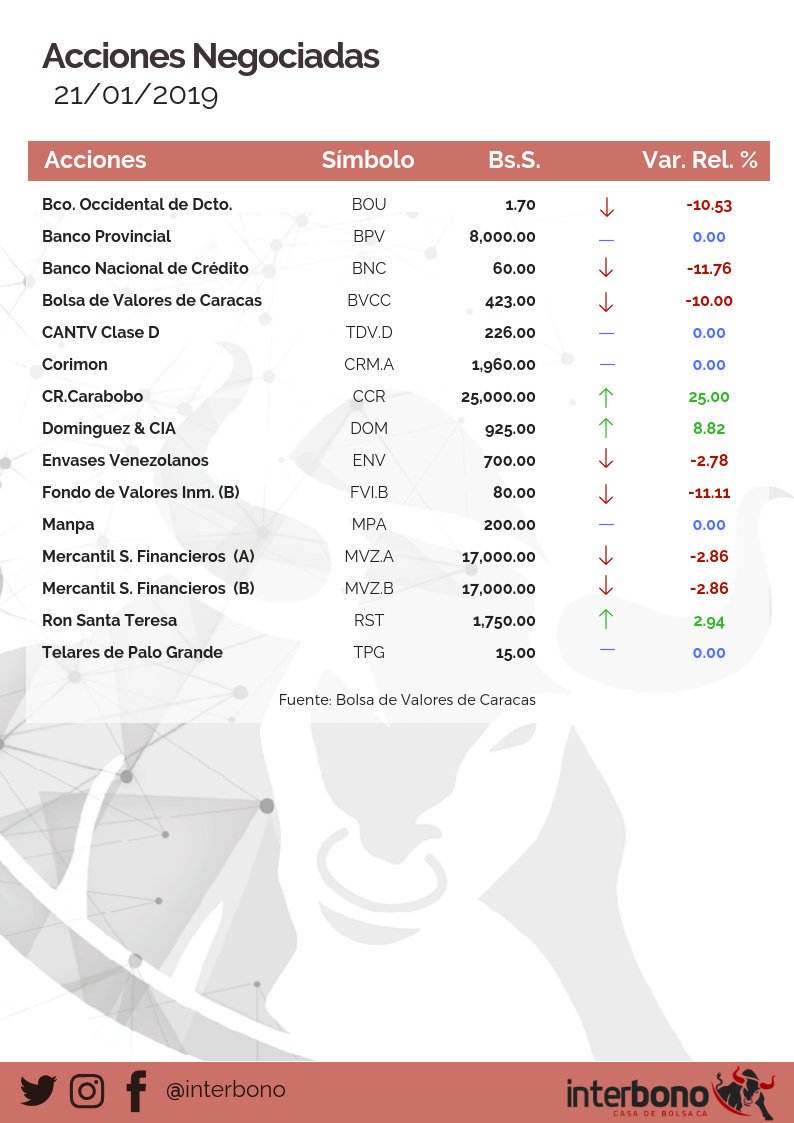 Acciones Negociadas
21/01/2019
Acciones Símbolo Bs.S. Var. Rel. %
Bco. Occidental de Dcto. BOU 1.70 ↓ -10.53
Banco Provincial BPV 8,000.00 — 0.00
Banco Nacional de Crédito BNC 60.00 ↓ -11.76
Bolsa de Valores de Caracas BVCC 423.00 ↓ -10.00
CANTV Clase D TDV.D 226.00 — 0.00
Corimon CRM.A 1,960.00 — 0.00
CR.Carabobo CCR 25,000.00 ↑ 25.00
Dominguez & CIA DOM 925.00 ↑ 8.82
Envases Venezolanos ENV 700.00 ↓ -2.78
Fondo de Valores Inm. (B) FVI.B 80.00 ↓ -11.11
Manpa MPA 200.00 — 0.00
Mercantil S. Financieros (A) MVZ.A 17,000.00 ↓ -2.86
Mercantil S. Financieros (B) MVZ.B 17,000.00 ↓ -2.86
Ron Santa Teresa RST 1,750.00 ↑ 2.94
Telares de Palo Grande TPG 15.00 — 0.00
Fuente: Bolsa de Valores de Caracas
@interbono
interbono
CASA DE BOLSA CA